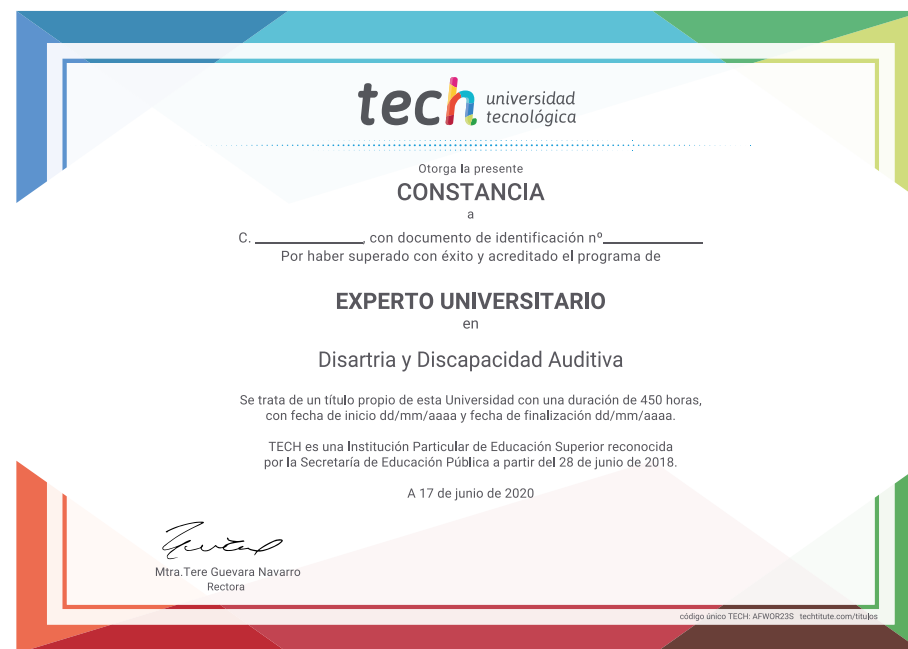 tech universidad
tecnológica
Otorga la presente
CONSTANCIA
a
C. ______________, con documento de identificación nº______________
Por haber superado con éxito y acreditado el programa de
EXPERTO UNIVERSITARIO
en
Disartria y Discapacidad Auditiva
Se trata de un título propio de esta Universidad con una duración de 450 horas,
con fecha de inicio dd/mm/aaaa y fecha de finalización dd/mm/aaaa.
TECH es una Institución Particular de Educación Superior reconocida
por la Secretaría de Educación Pública a partir del 28 de junio de 2018.
A 17 de junio de 2020
Mtra.Tere Guevara Navarro
Rectora
código único TECH: AFWOR23S techtitute.com/titulos